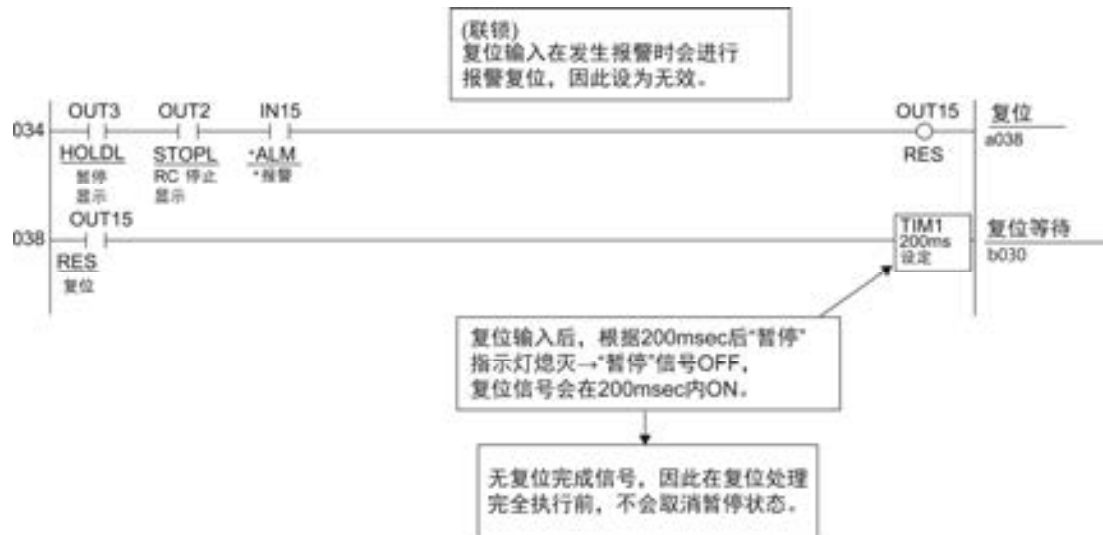 (联锁)
复位输入在发生报警时会进行
报警复位，因此设为无效。
OUT3 OUT2 IN15 OUT15 复位
034
a038
HOLDL STOPL *ALM RES
暂停 RC 停止 *报警
显示 显示
OUT15
038
TIM1 复位等待
200ms
设定 b030
RES
复位
复位输入后，根据200msec后“暂停”
指示灯熄灭→“暂停”信号OFF，
复位信号会在200msec内ON。
无复位完成信号，因此在复位处理
完全执行前，不会取消暂停状态。